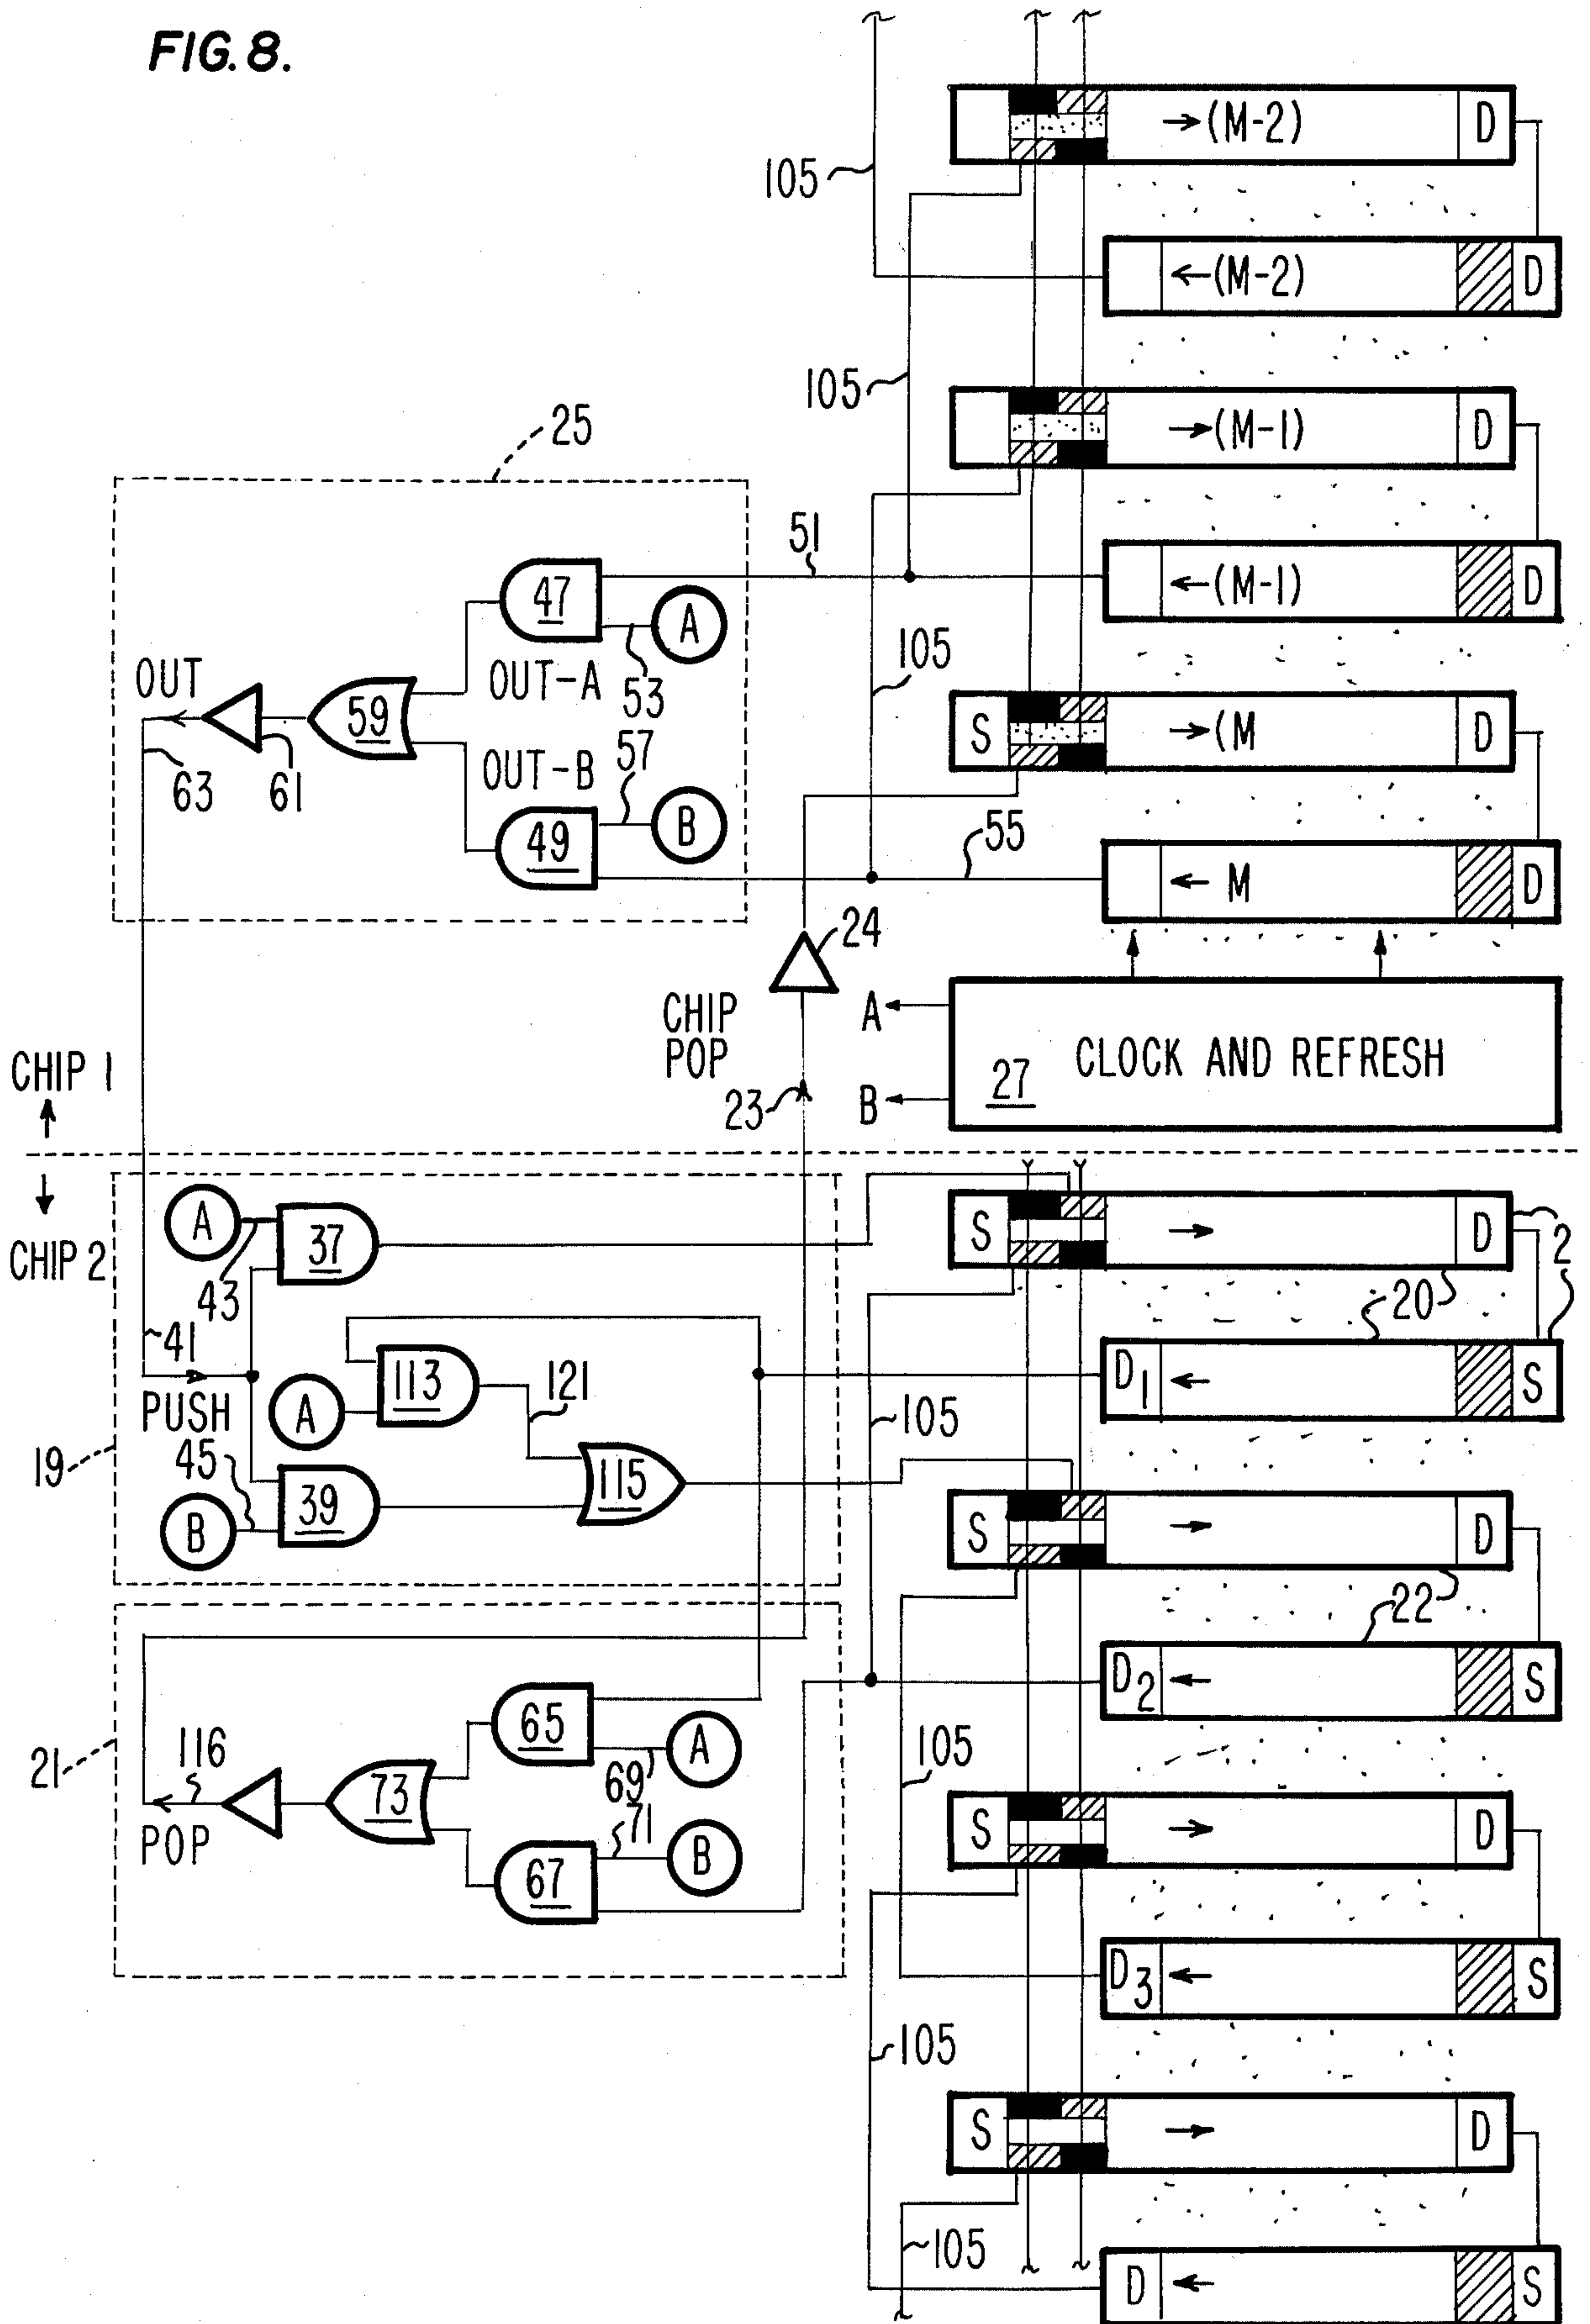 FIG. 8.
→(M-2) D
105
←(M-2) D
105
→(M-1) D
25
51
←(M-1) D
47
A
OUT-A
53
105
OUT
59
S →(M D
61
63
OUT-B
57
B
49
55
← M D
24
CHIP POP
A
B
27 CLOCK AND REFRESH
23
CHIP 1
↑
↓
CHIP 2
A
37
43
S → D
2
2
20
41
PUSH
113
A
121
D1 ← S
105
19
45
39
115
B
S → D
22
D2 ← S
65
A
69
21
116
73
POP
71
B
67
105
S → D
D3 ← S
105
S → D
105
D ← S